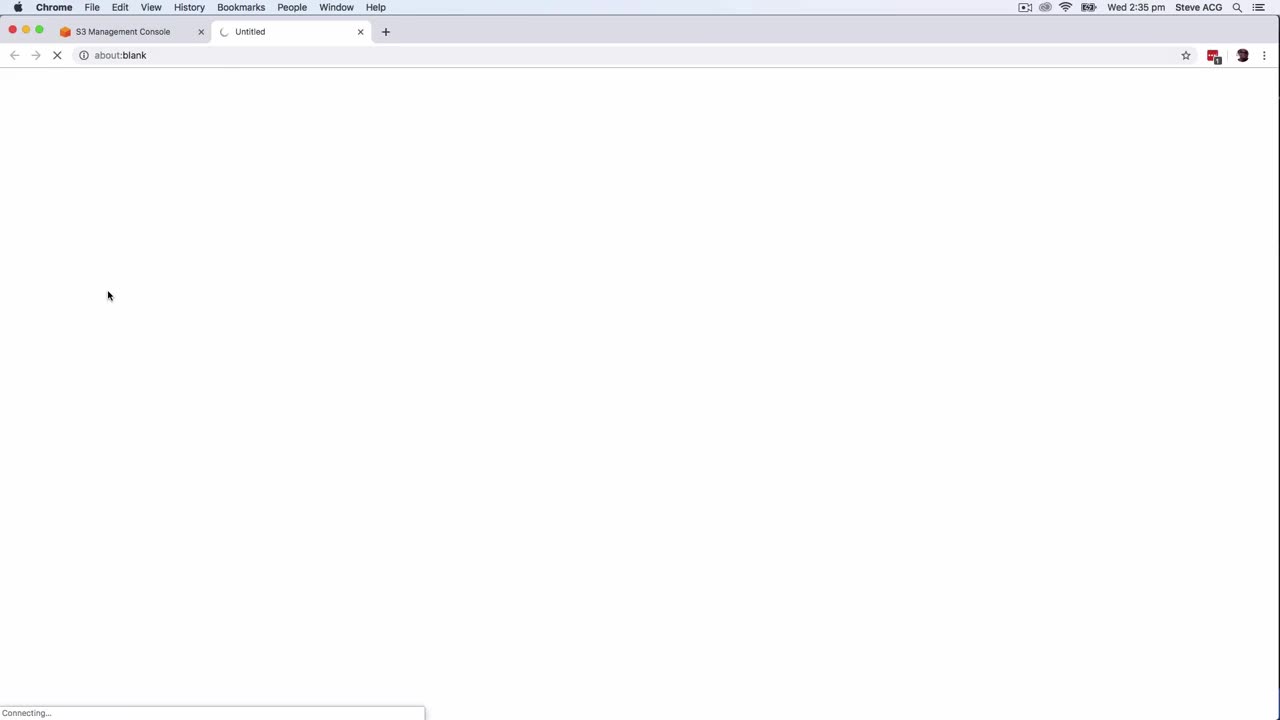 Chrome File Edit View History Bookmarks People Window Help Wed 2:35 pm Steve ACG
S3 Management Console Untitled
about:blank
1
Connecting...